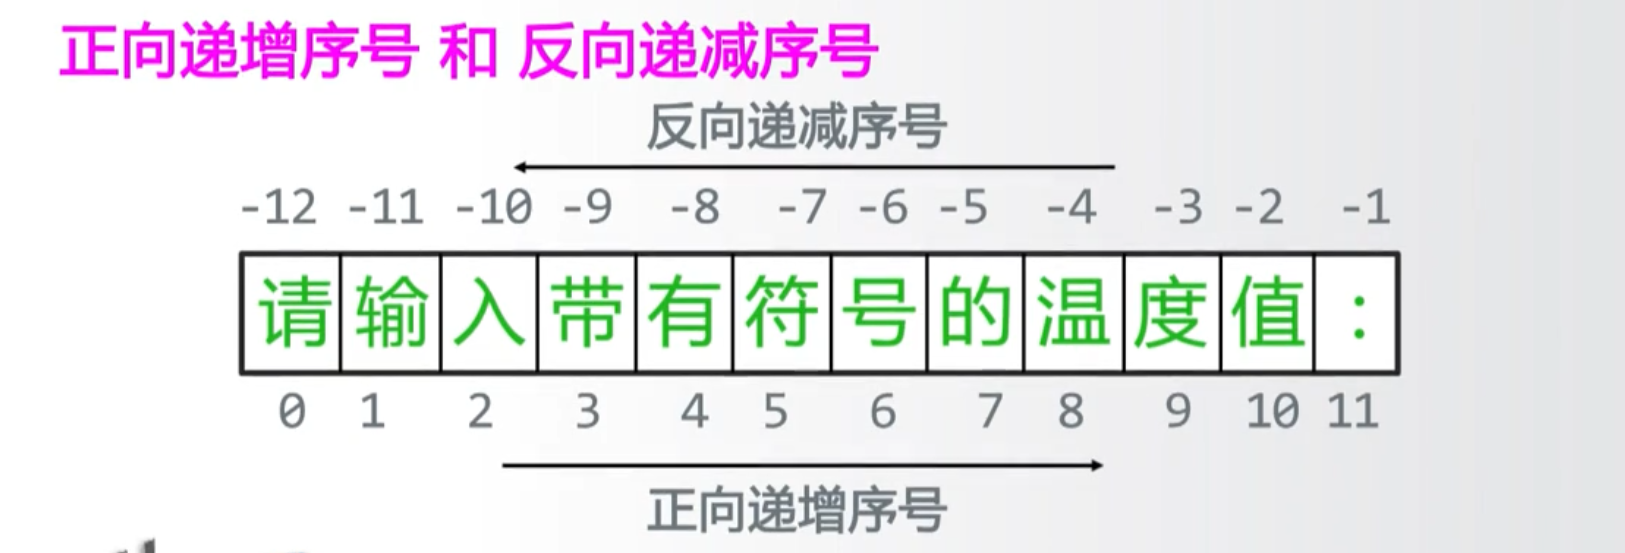 正向递增序号 和 反向递减序号
反向递减序号
-12 -11 -10 -9 -8 -7 -6 -5 -4 -3 -2 -1
请输入带有符号的温度值：
0 1 2 3 4 5 6 7 8 9 10 11
正向递增序号